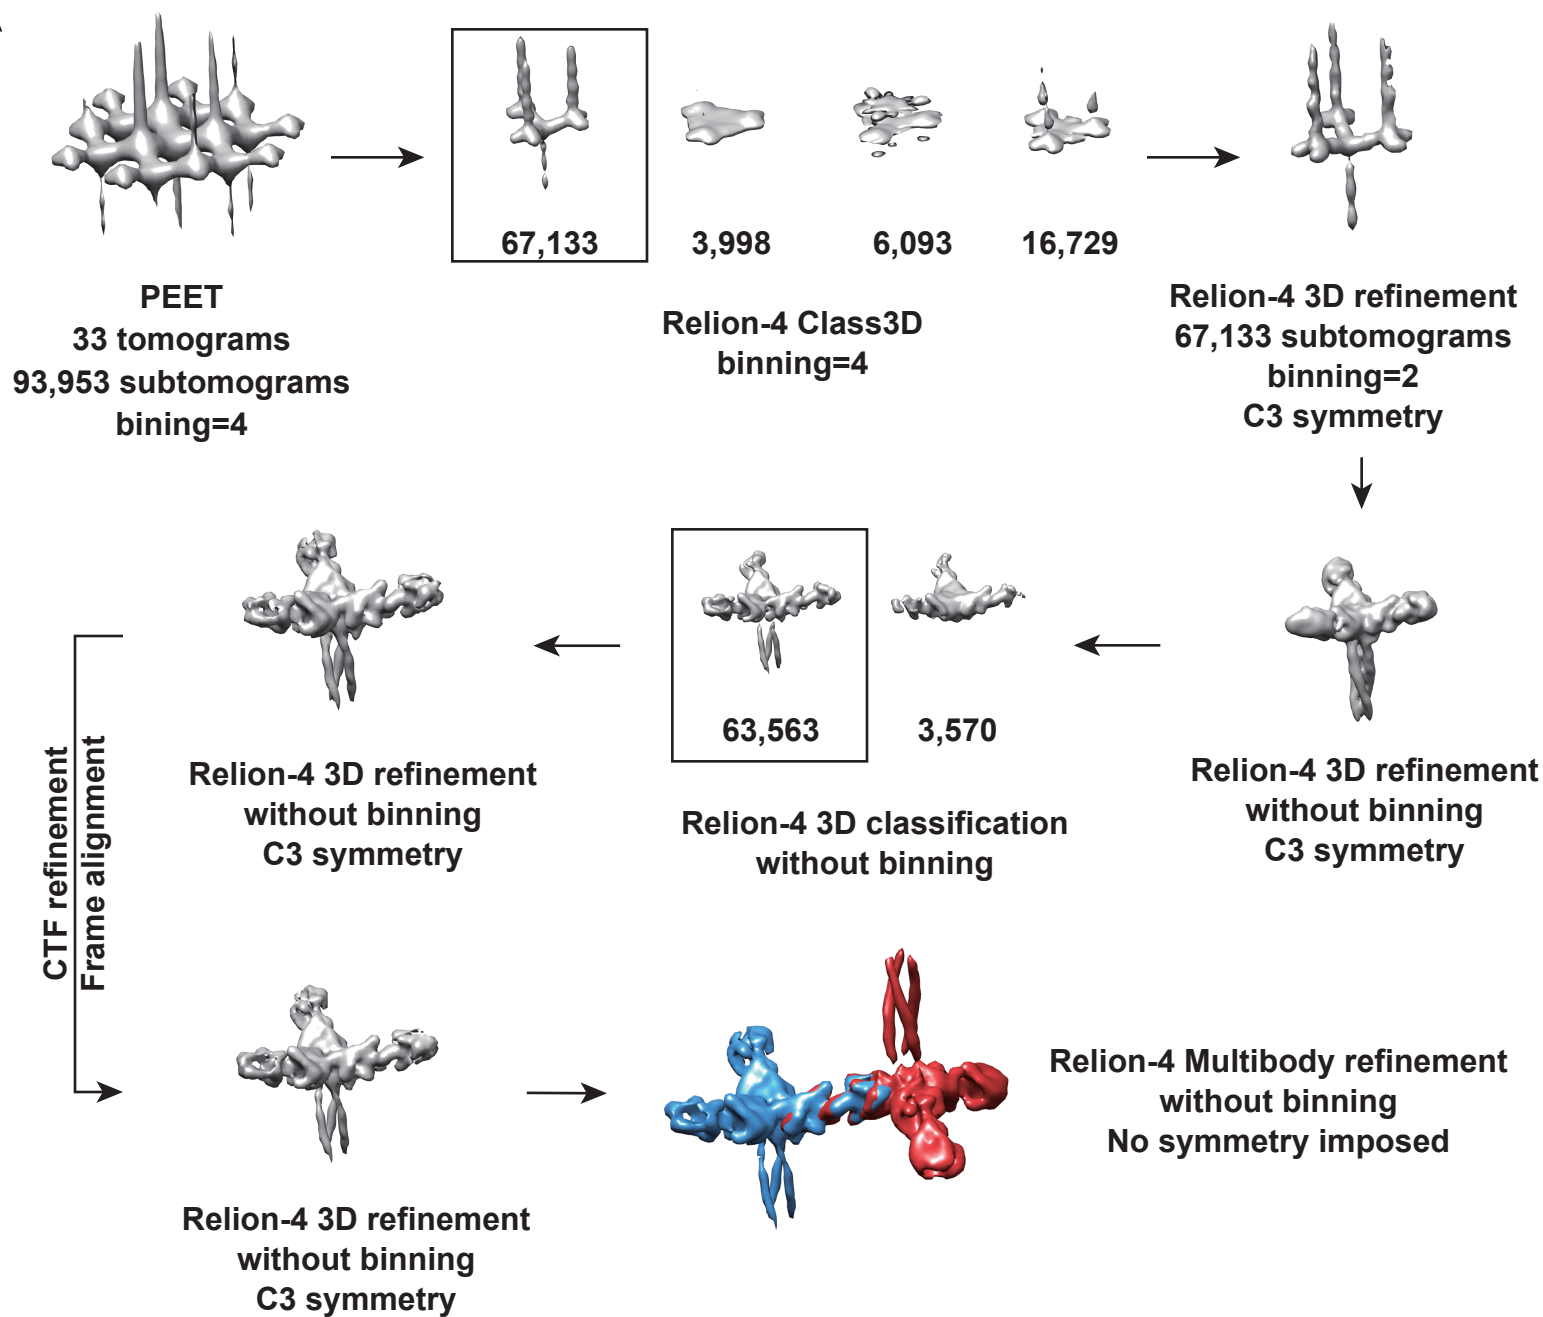 67,133
3,998
6,093
16,729
PEET
33 tomograms
93,953 subtomograms
bining=4
Relion-4 Class3D
binning=4
Relion-4 3D refinement
67,133 subtomograms
binning=2
C3 symmetry
63,563
3,570
Relion-4 3D refinement
without binning
C3 symmetry
Relion-4 3D classification
without binning
Relion-4 3D refinement
without binning
C3 symmetry
CTF refinement
Frame alignment
Relion-4 3D refinement
without binning
C3 symmetry
Relion-4 Multibody refinement
without binning
No symmetry imposed